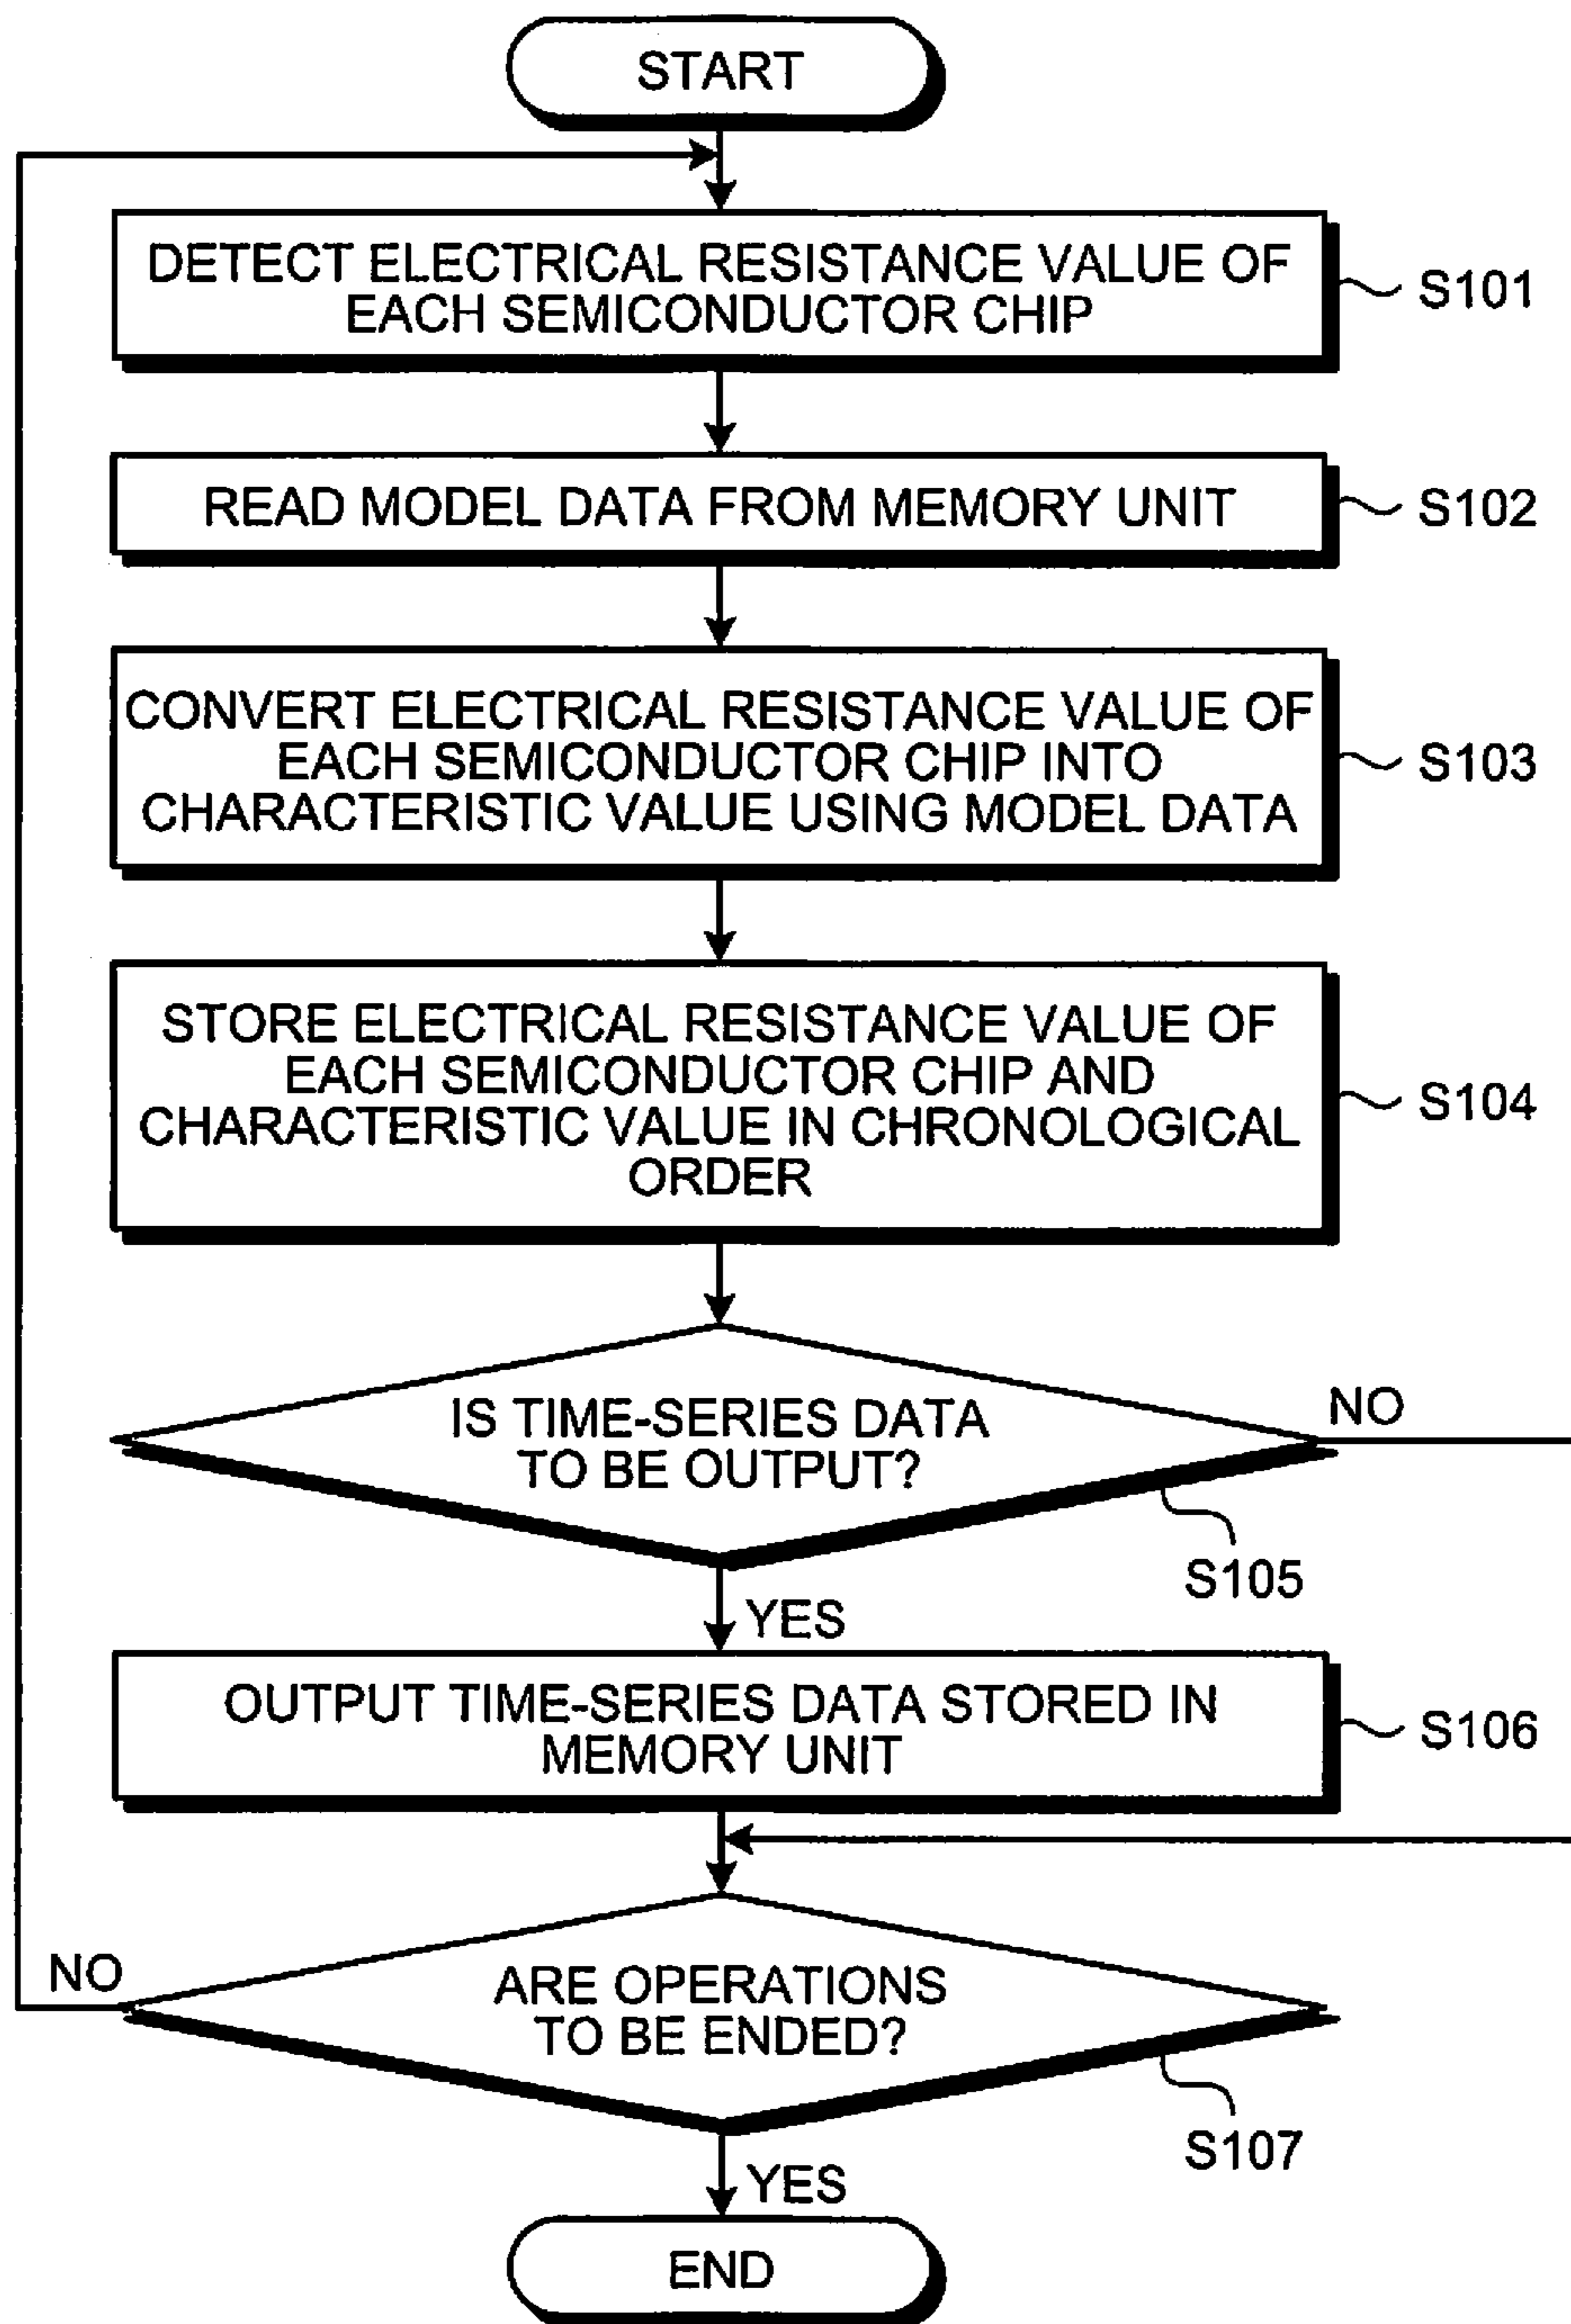 START
DETECT ELECTRICAL RESISTANCE VALUE OF
EACH SEMICONDUCTOR CHIP
S101
READ MODEL DATA FROM MEMORY UNIT
S102
CONVERT ELECTRICAL RESISTANCE VALUE OF
EACH SEMICONDUCTOR CHIP INTO
CHARACTERISTIC VALUE USING MODEL DATA
S103
STORE ELECTRICAL RESISTANCE VALUE OF
EACH SEMICONDUCTOR CHIP AND
CHARACTERISTIC VALUE IN CHRONOLOGICAL
ORDER
S104
IS TIME-SERIES DATA
TO BE OUTPUT?
NO
S105
YES
OUTPUT TIME-SERIES DATA STORED IN
MEMORY UNIT
S106
NO
ARE OPERATIONS
TO BE ENDED?
S107
YES
END